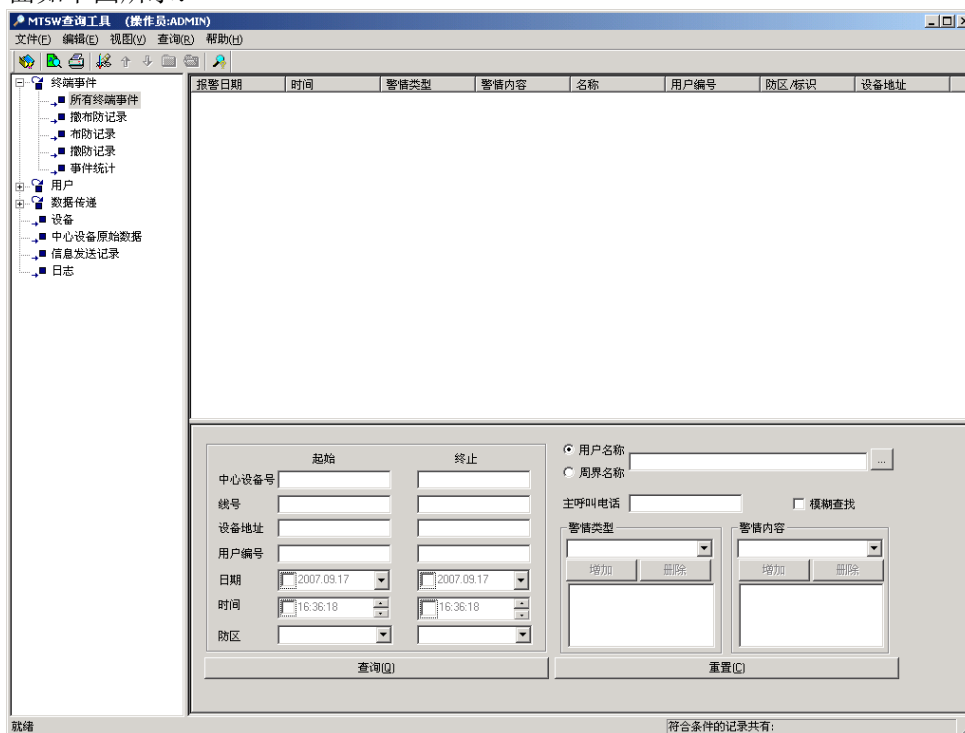 MTSW查询工具 (操作员:ADMIN)
文件(F) 编辑(E) 视图(V) 查询(R) 帮助(H)
终端事件
所有终端事件
撤布防记录
布防记录
撤防记录
事件统计
用户
数据传递
设备
中心设备原始数据
信息发送记录
日志
报警日期 时间 警情类型 警情内容 名称 用户编号 防区/标识 设备地址
起始 终止
中心设备号
线号
设备地址
用户编号
日期 2007.09.17 2007.09.17
时间 16:36:18 16:36:18
防区
用户名称
周界名称
...
主呼叫电话 模糊查找
警情类型 警情内容
增加 删除 增加 删除
查询(Q) 重置(C)
就绪 符合条件的记录共有: